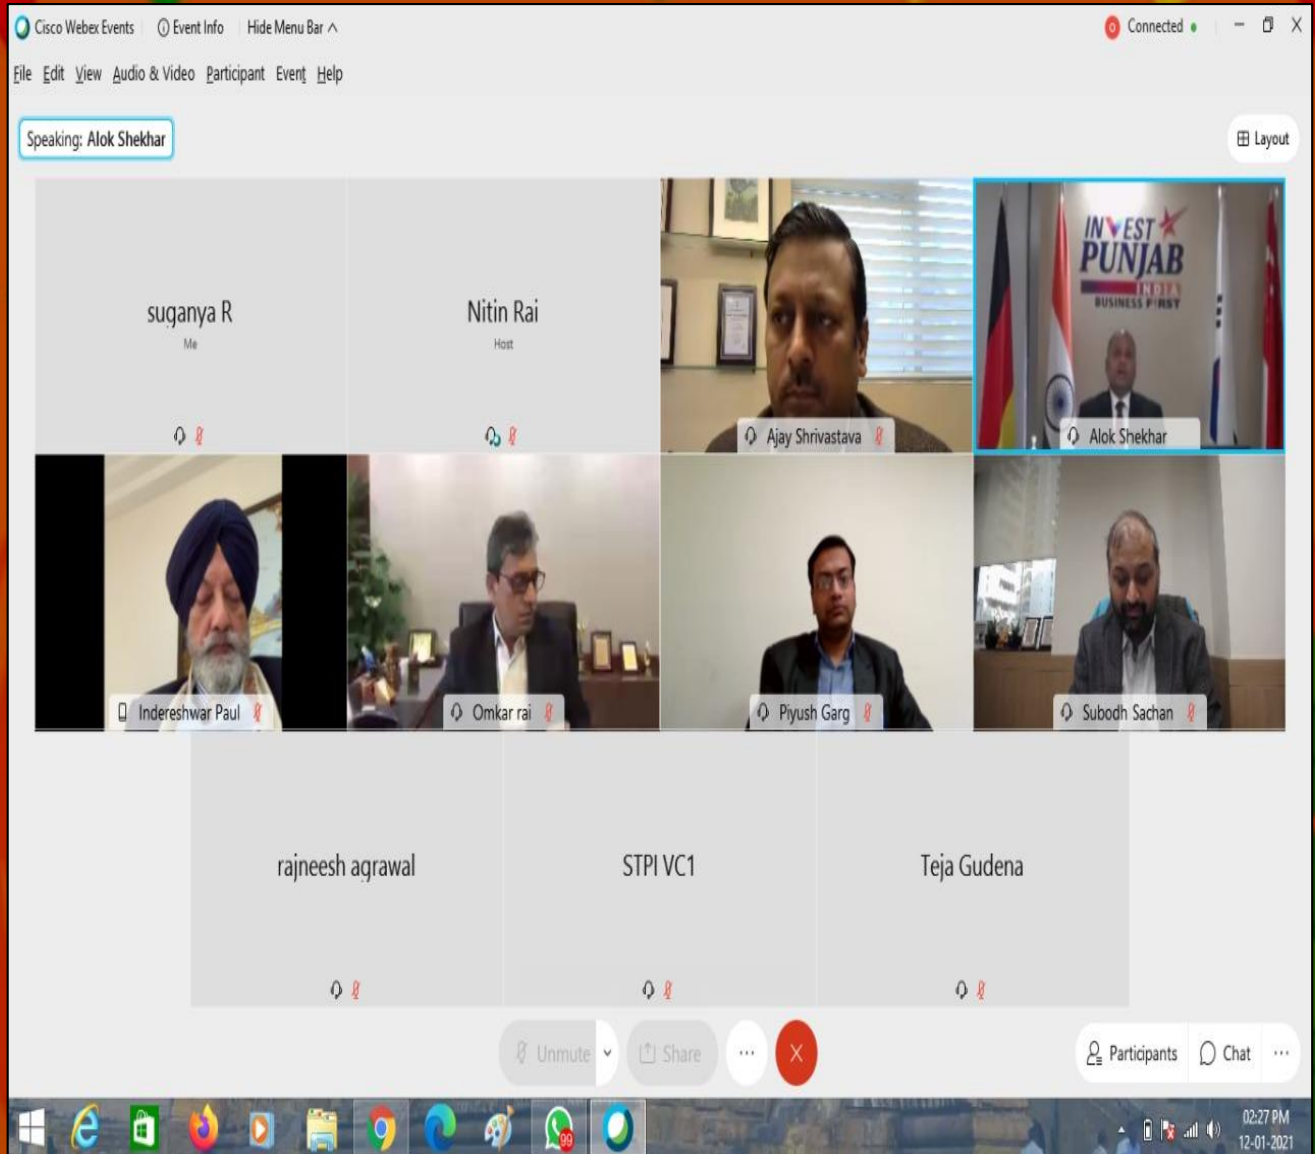 Cisco Webex Events Event Info Hide Menu Bar Connected
File Edit View Audio & Video Participant Event Help
Speaking: Alok Shekhar
Layout
suganya R
Me
Nitin Rai
Host
Ajay Shrivastava
INVEST
PUNJAB
INDIA
BUSINESS FIRST
Alok Shekhar
Indereshwar Paul
Omkar rai
Piyush Garg
Subodh Sachan
rajneesh agrawal
STPI VC1
Teja Gudena
Unmute
Share
Participants
Chat
99
02:27 PM
12-01-2021